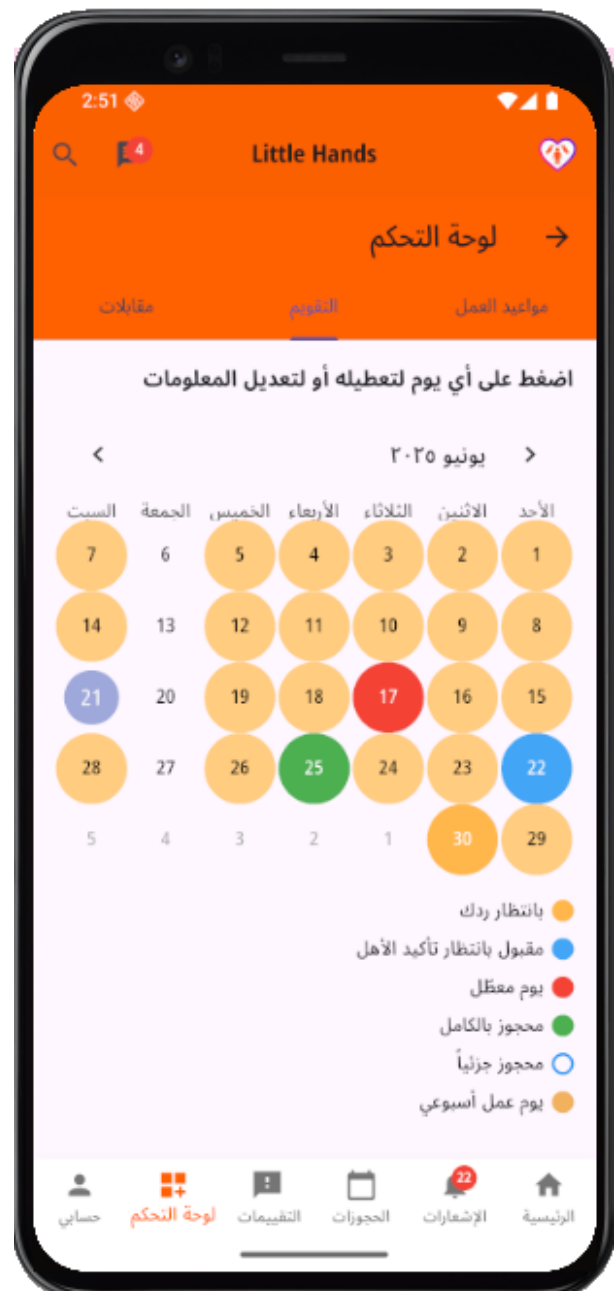 2:51
4
Little Hands
لوحة التحكم
مواعيد العمل التقويم مقابلات
اضغط على أي يوم لتعطيله أو لتعديل المعلومات
يونيو ٢٠٢٥
الأحد الاثنين الثلاثاء الأربعاء الخميس الجمعة السبت
1 2 3 4 5 6 7
8 9 10 11 12 13 14
15 16 17 18 19 20 21
22 23 24 25 26 27 28
29 30 1 2 3 4 5
بانتظار ردك
مقبول بانتظار تأكيد الأهل
يوم معطّل
محجوز بالكامل
محجوز جزئياً
يوم عمل أسبوعي
22
الرئيسية الإشعارات الحجوزات التقييمات لوحة التحكم حسابي